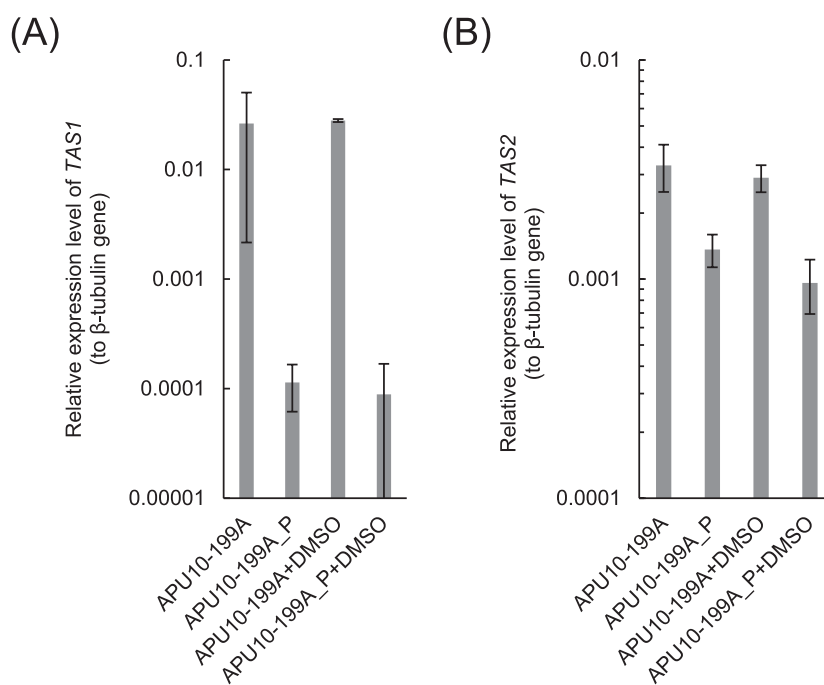 (A)
Relative expression level of TAS1
(to β-tubulin gene)
0.1
0.01
0.001
0.0001
0.00001
APU10-199A
APU10-199A_P
APU10-199A+DMSO
APU10-199A_P+DMSO
(B)
Relative expression level of TAS2
(to β-tubulin gene)
0.01
0.001
0.0001
APU10-199A
APU10-199A_P
APU10-199A+DMSO
APU10-199A_P+DMSO